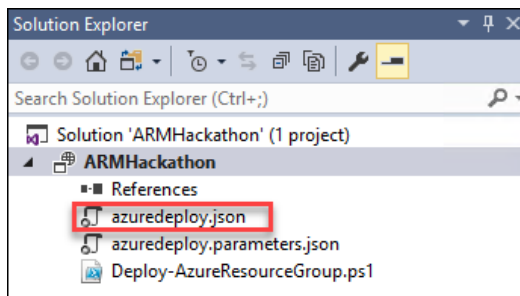 Solution Explorer
Search Solution Explorer (Ctrl+;)
Solution 'ARMHackathon' (1 project)
ARMHackathon
References
azuredeploy.json
azuredeploy.parameters.json
Deploy-AzureResourceGroup.ps1